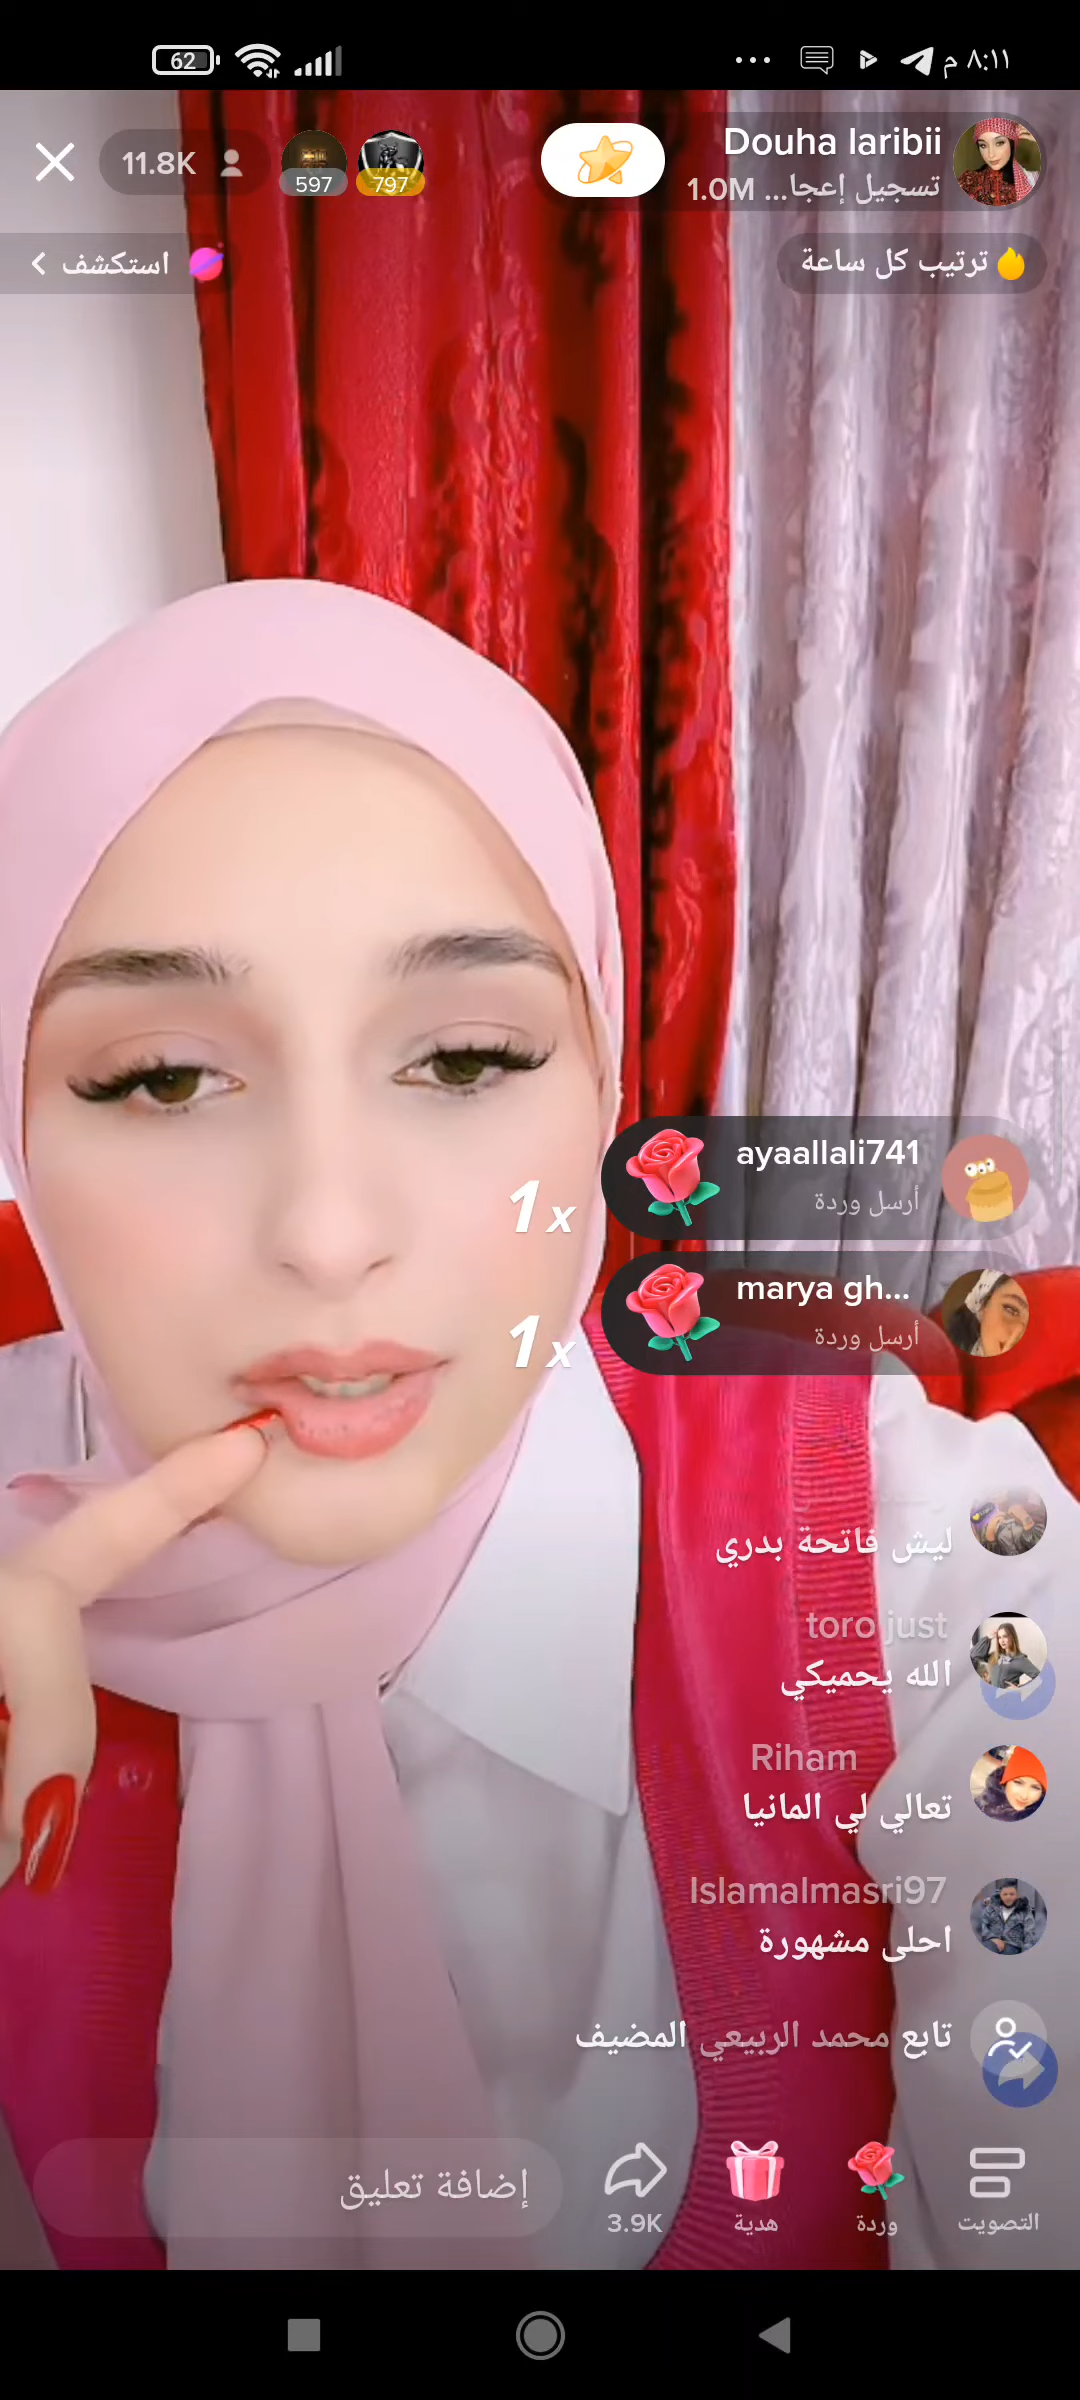 62
٨:١١ م
Douha laribii
تسجيل إعجا... 1.0M
11.8K
597
797
ترتيب كل ساعة
استكشف
ayaallali741
أرسل وردة
1x
marya gh...
أرسل وردة
1x
ليش فاتحة بدري
toro just
الله يحميكي
Riham
تعالي لي المانيا
Islamalmasri97
احلى مشهورة
تابع محمد الربيعي المضيف
إضافة تعليق
3.9K
هدية
وردة
التصويت